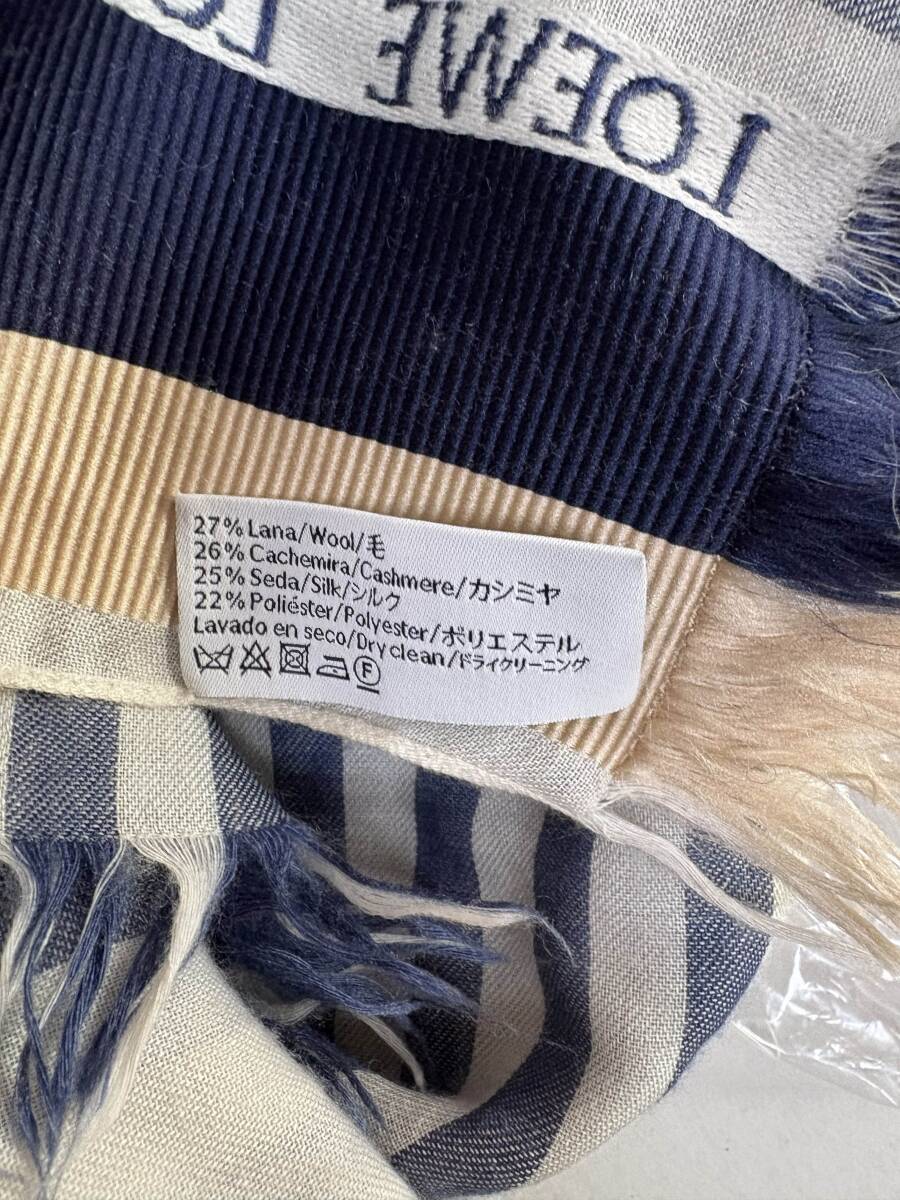 LOEWE LO
27% Lana/Wool/毛
26% Cachemira/Cashmere/カシミヤ
25% Seda/Silk/シルク
22% Poliéster/Polyester/ポリエステル
Lavado en seco/Dry clean/ドライクリーニング
F